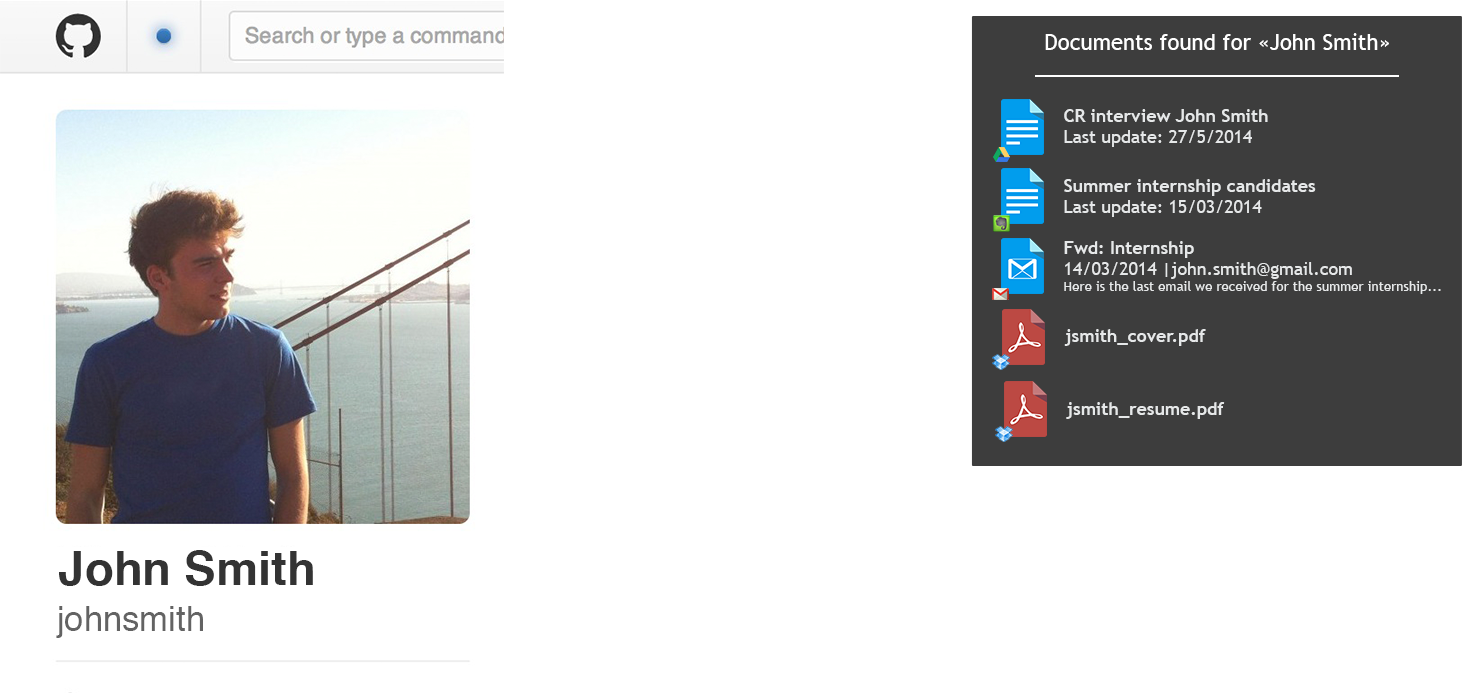 Search or type a command
John Smith
johnsmith
Documents found for «John Smith»
CR interview John Smith
Last update: 27/5/2014
Summer internship candidates
Last update: 15/03/2014
Fwd: Internship
14/03/2014 |john.smith@gmail.com
Here is the last email we received for the summer internship...
jsmith_cover.pdf
jsmith_resume.pdf